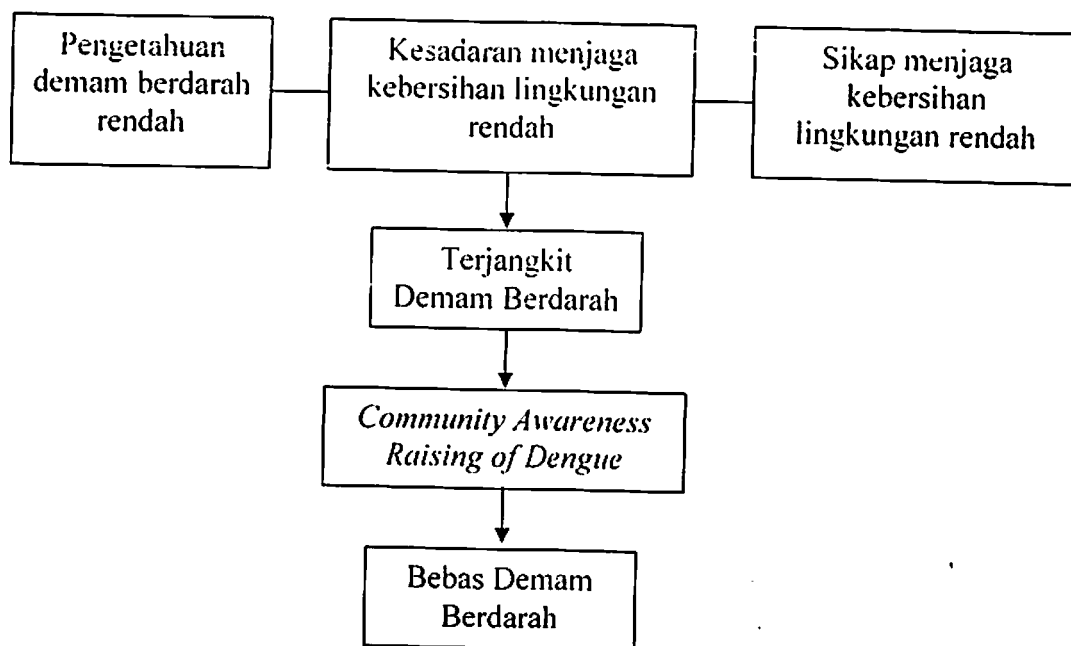 Pengetahuan
demam berdarah
rendah
Kesadaran menjaga
kebersihan lingkungan
rendah
Sikap menjaga
kebersihan
lingkungan rendah
Terjangkit
Demam Berdarah
Community Awareness
Raising of Dengue
Bebas Demam
Berdarah